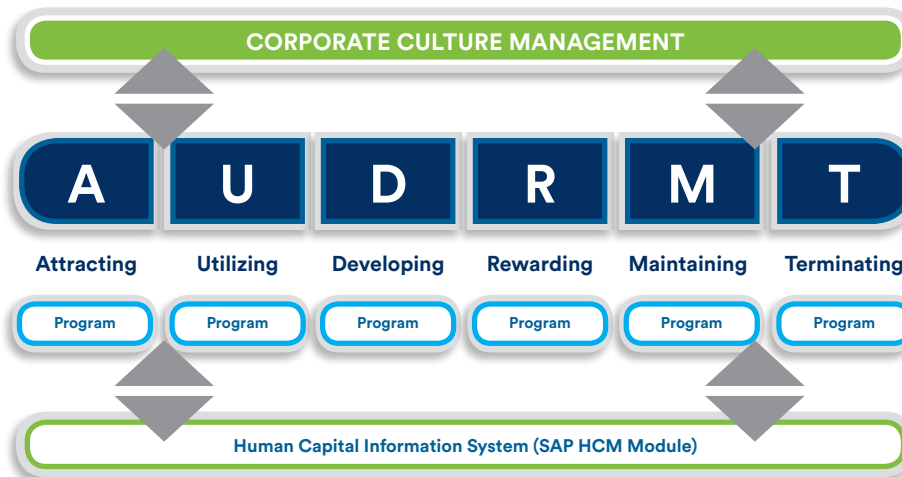 CORPORATE CULTURE MANAGEMENT
A U D R M T
Attracting Utilizing Developing Rewarding Maintaining Terminating
Program Program Program Program Program Program
Human Capital Information System (SAP HCM Module)